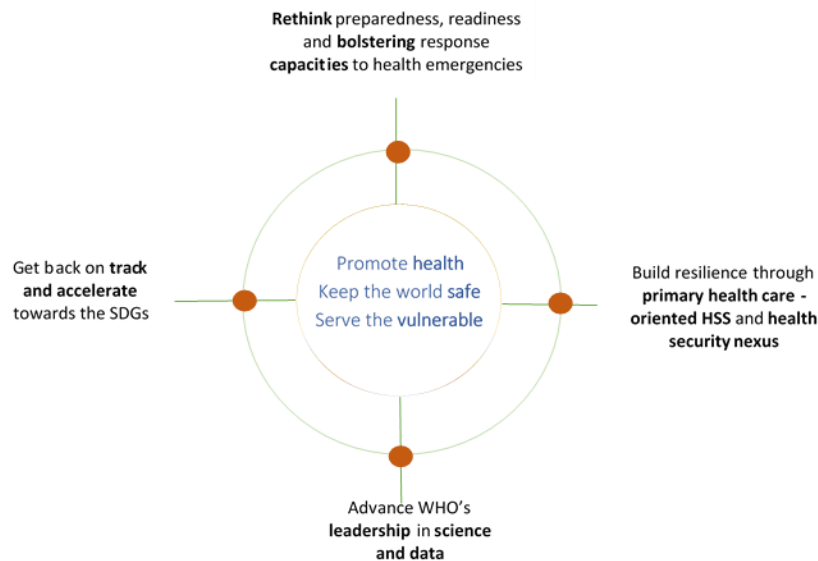 Rethink preparedness, readiness
and bolstering response
capacities to health emergencies
Get back on track
and accelerate
towards the SDGs
Promote health
Keep the world safe
Serve the vulnerable
Build resilience through
primary health care -
oriented HSS and health
security nexus
Advance WHO’s
leadership in science
and data